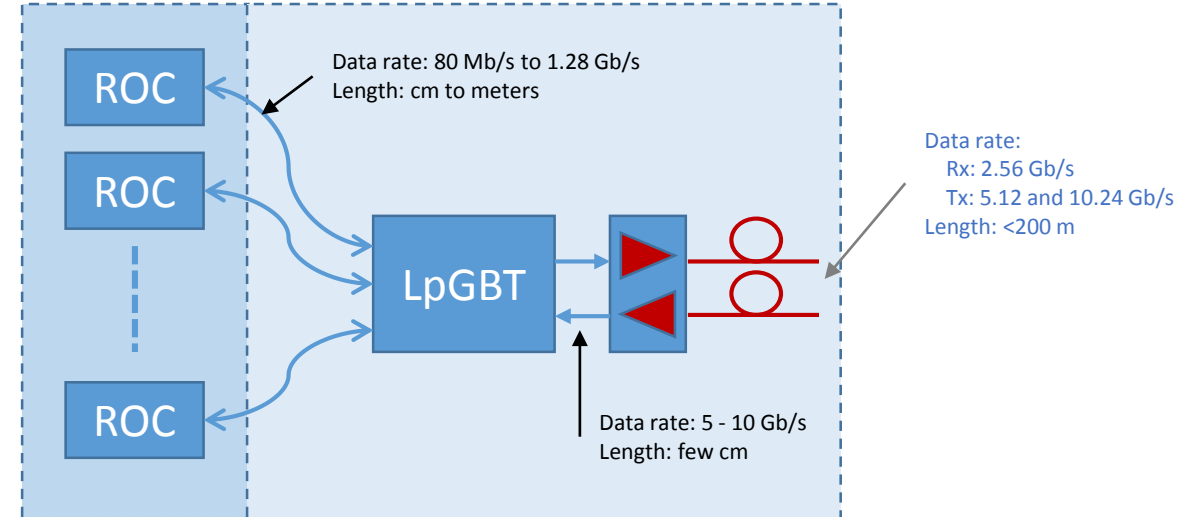 ROC
Data rate: 80 Mb/s to 1.28 Gb/s
Length: cm to meters
ROC
Data rate:
Rx: 2.56 Gb/s
Tx: 5.12 and 10.24 Gb/s
Length: <200 m
LpGBT
ROC
Data rate: 5 - 10 Gb/s
Length: few cm